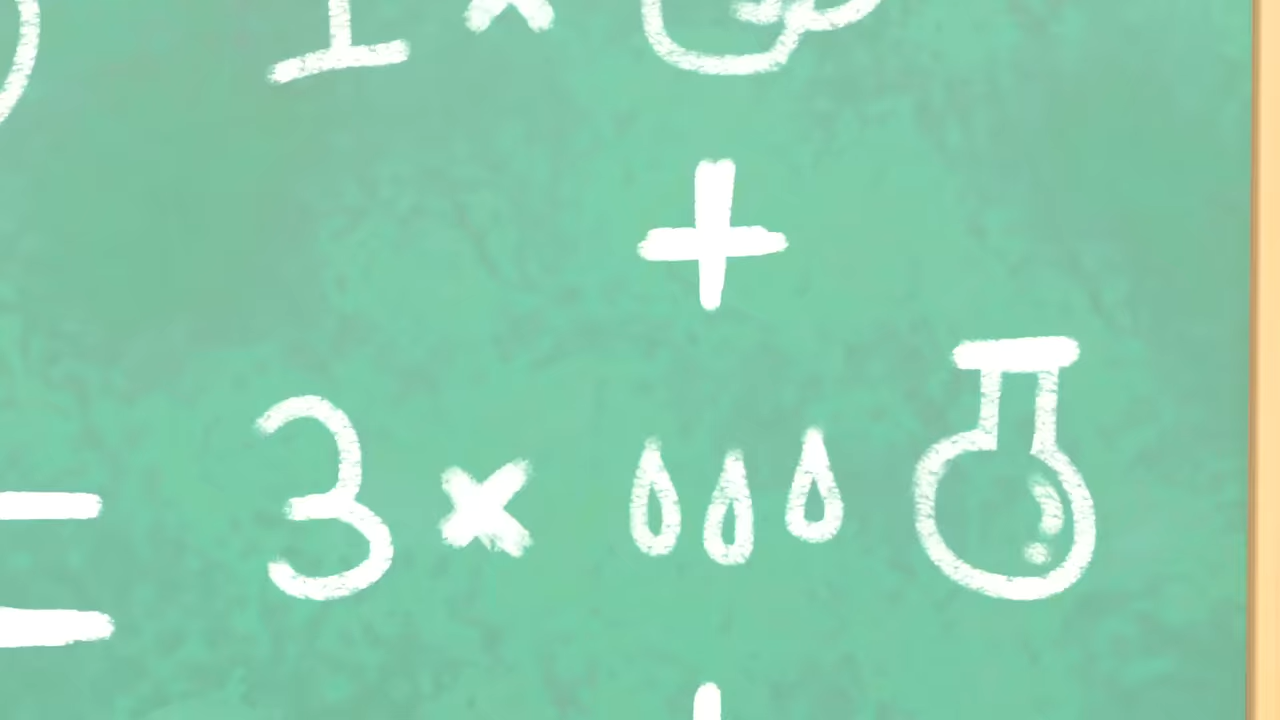 1 ×
+
= 3 ×